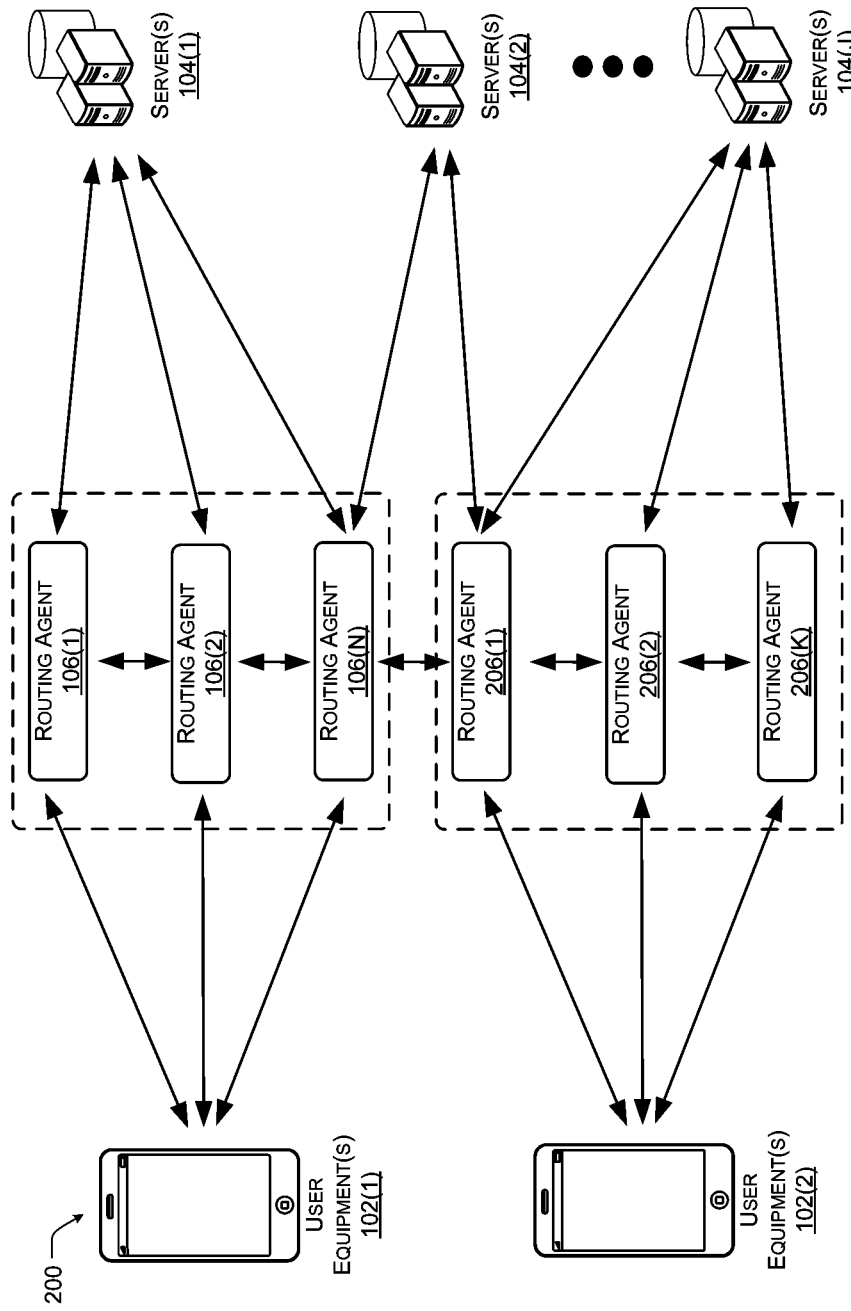 200
USER
EQUIPMENT(S)
102(1)
USER
EQUIPMENT(S)
102(2)
ROUTING AGENT
106(1)
ROUTING AGENT
106(2)
ROUTING AGENT
106(N)
ROUTING AGENT
206(1)
ROUTING AGENT
206(2)
ROUTING AGENT
206(K)
SERVER(S)
104(1)
SERVER(S)
104(2)
SERVER(S)
104(J)